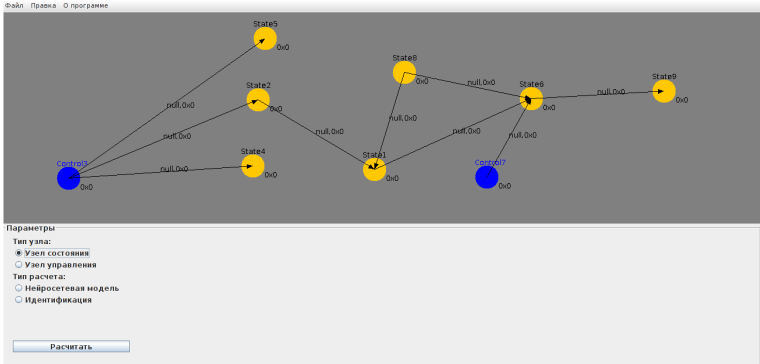 Файл Правка О программе
State5
0x0
State8
0x0
State2
0x0
State6
0x0
State9
0x0
null,0x0
null,0x0
null,0x0
null,0x0
null,0x0
null,0x0
null,0x0
null,0x0
null,0x0
Control3
0x0
State4
0x0
State1
0x0
Control7
0x0
Параметры
Тип узла:
Узел состояния
Узел управления
Тип расчета:
Нейросетевая модель
Идентификация
Расчитать